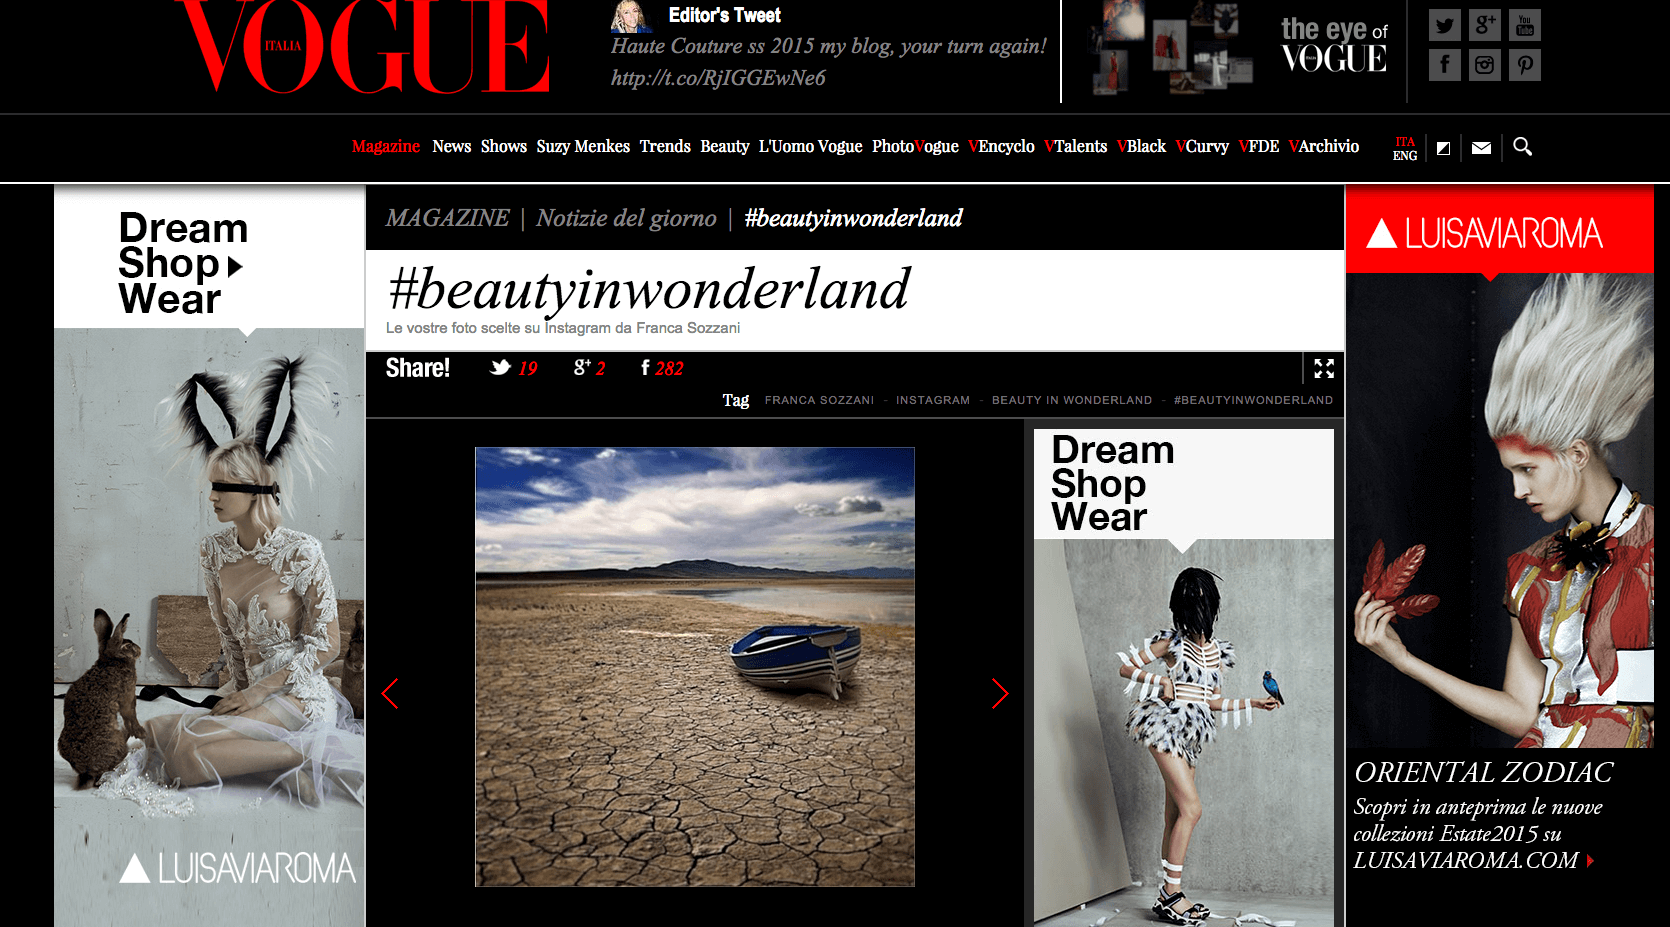 VOGUE
ITALIA
Editor's Tweet
Haute Couture ss 2015 my blog, your turn again!
http://t.co/RjIGGEwNe6
the eye of
VOGUE
Magazine News Shows Suzy Menkes Trends Beauty L'Uomo Vogue PhotoVogue VEncyclo VTalents VBlack VCurvy VFDE VArchivio
ITA
ENG
Dream
Shop
Wear
LUISAVIAROMA
MAGAZINE | Notizie del giorno | #beautyinwonderland
#beautyinwonderland
Le vostre foto scelte su Instagram da Franca Sozzani
Share! 19 g+ 2 f 282
Tag FRANCA SOZZANI - INSTAGRAM - BEAUTY IN WONDERLAND - #BEAUTYINWONDERLAND
Dream
Shop
Wear
LUISAVIAROMA
ORIENTAL ZODIAC
Scopri in anteprima le nuove
collezioni Estate2015 su
LUISAVIAROMA.COM